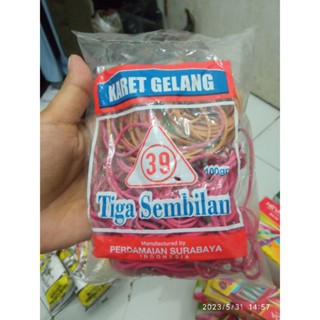 KARET GELANG
39
100gr
Tiga Sembilan
Manufactured by
PERDAMAIAN SURABAYA
INDONESIA
2023/5/31 14:57